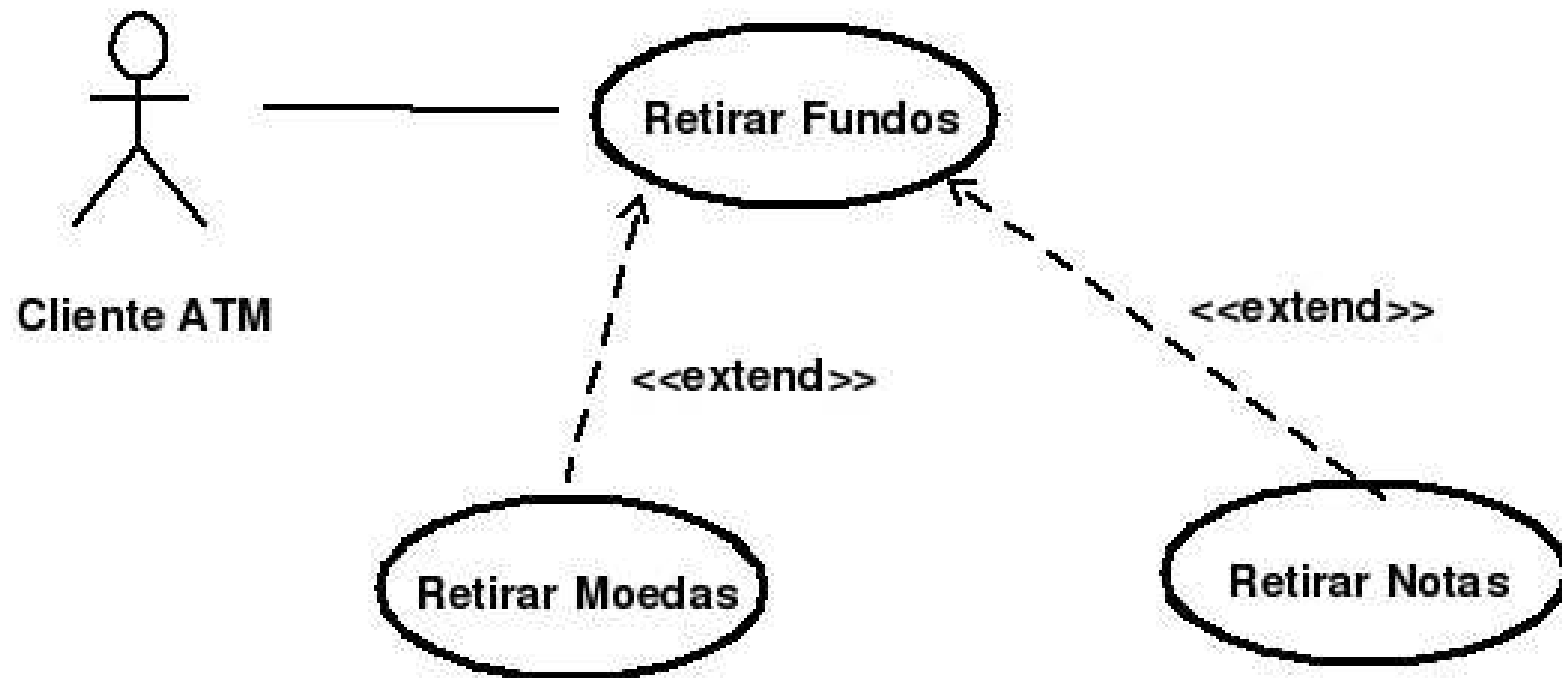 Retirar Fundos
Cliente ATM
<<extend>>
<<extend>>
Retirar Moedas
Retirar Notas